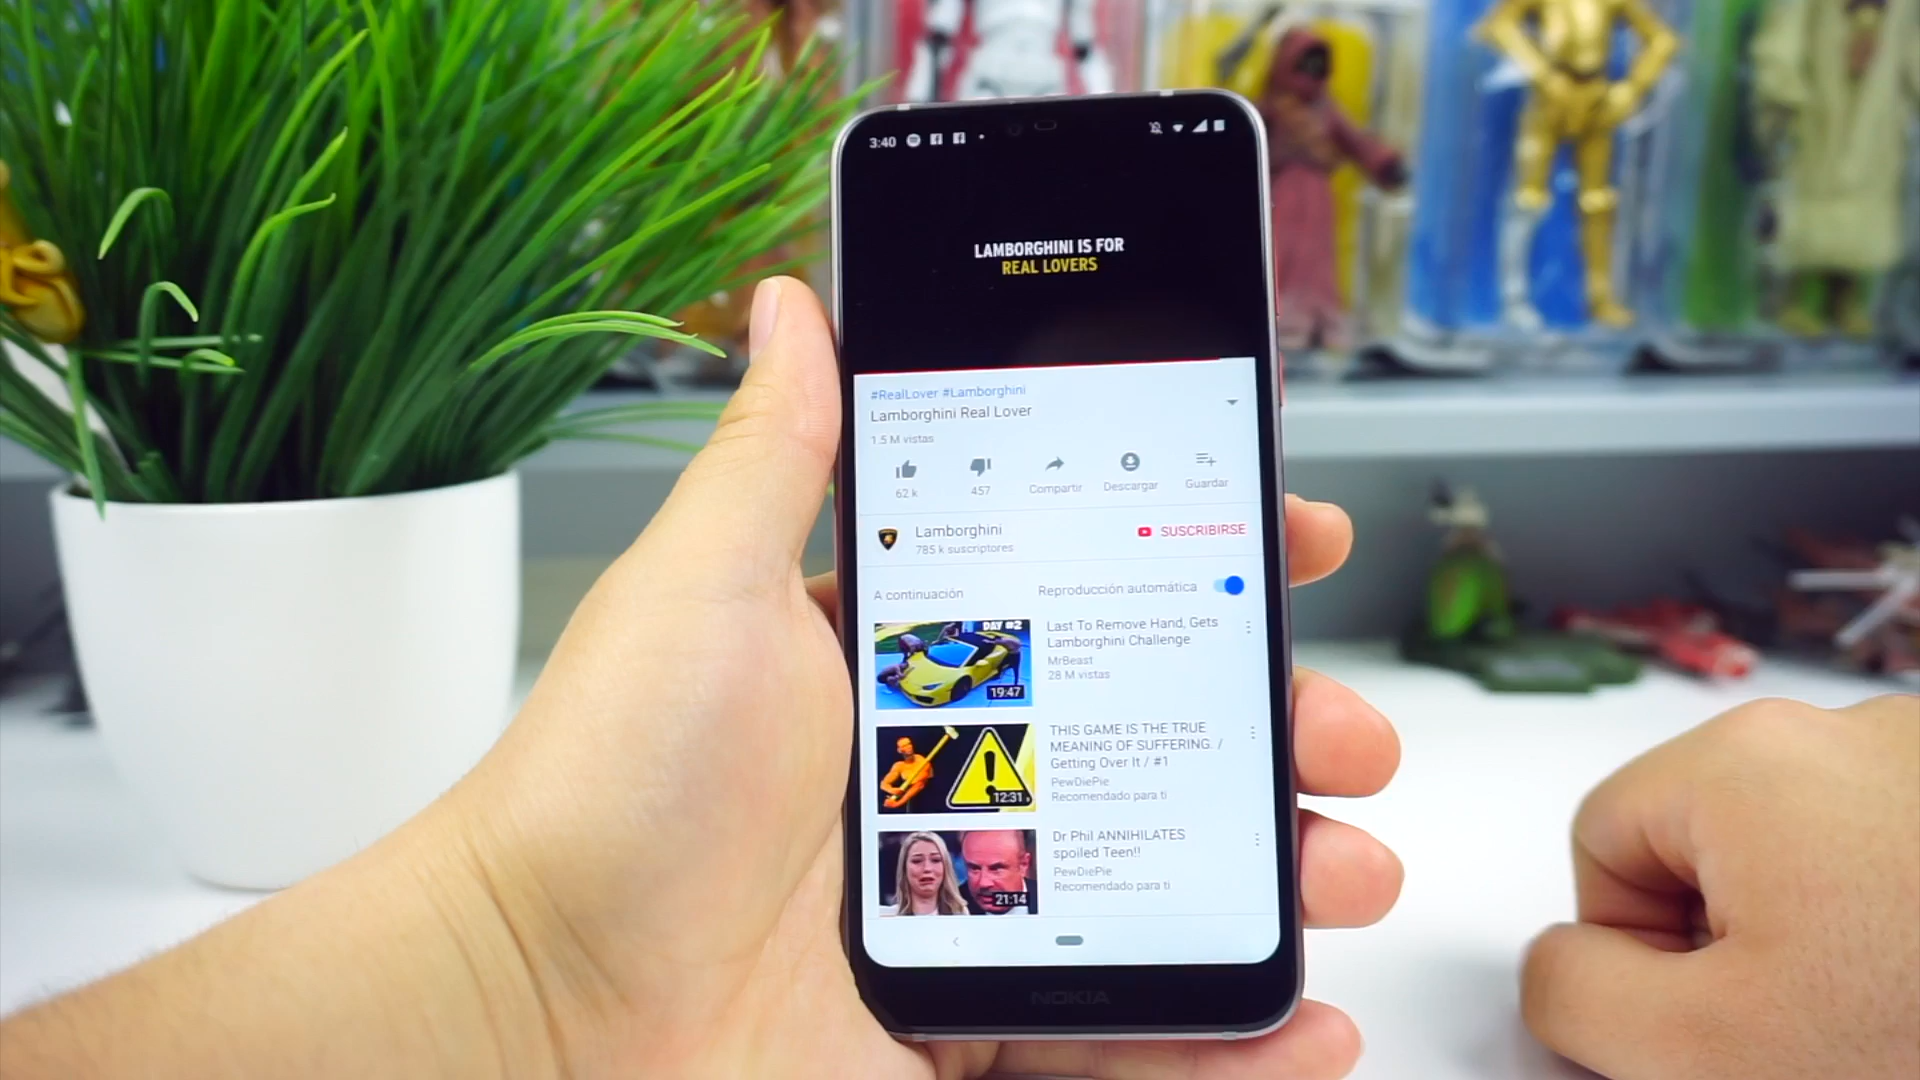 3:40
LAMBORGHINI IS FOR
REAL LOVERS
#RealLover #Lamborghini
Lamborghini Real Lover
1.5 M vistas
62 k
457
Compartir
Descargar
Guardar
Lamborghini
785 k suscriptores
SUSCRIBIRSE
A continuación
Reproducción automática
DAY #2
19:47
Last To Remove Hand, Gets
Lamborghini Challenge
MrBeast
28 M vistas
12:31
THIS GAME IS THE TRUE
MEANING OF SUFFERING. /
Getting Over It / #1
PewDiePie
Recomendado para ti
21:14
Dr Phil ANNIHILATES
spoiled Teen!!
PewDiePie
Recomendado para ti
NOKIA